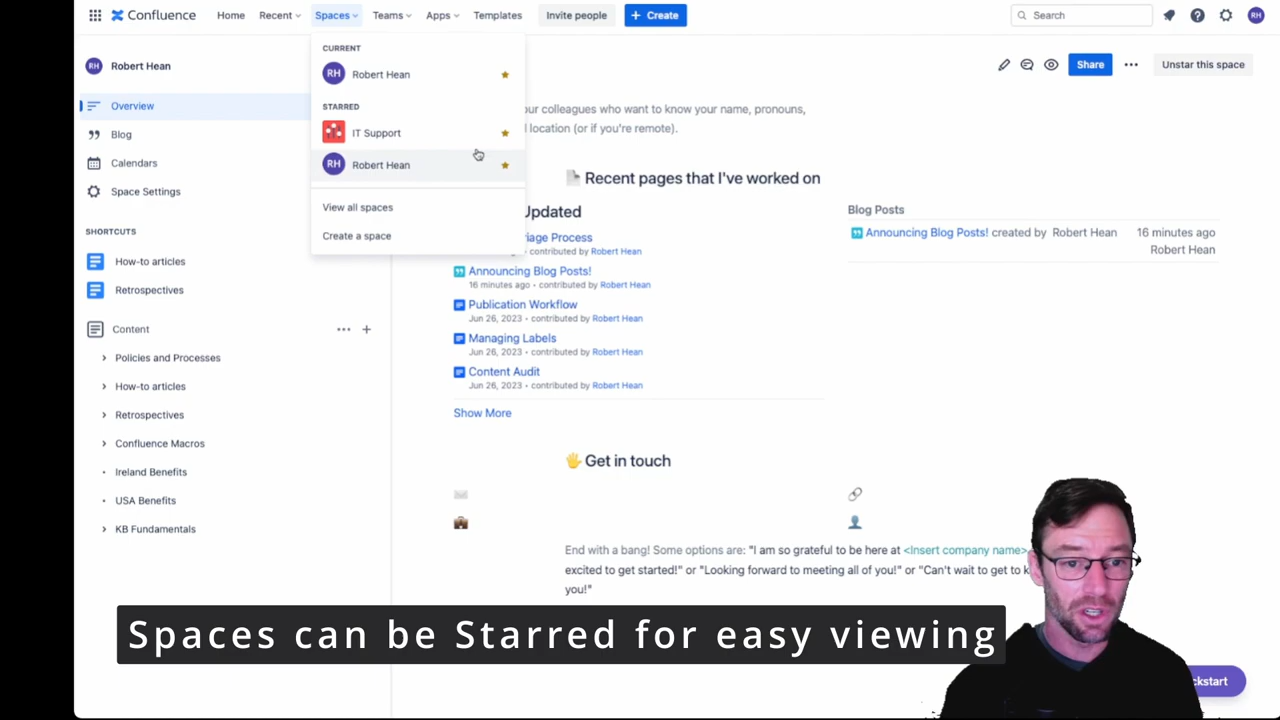 Confluence Home Recent Spaces Teams Apps Templates Invite people + Create Search RH
RH Robert Hean
Overview
Blog
Calendars
Space Settings
SHORTCUTS
How-to articles
Retrospectives
Content
Policies and Processes
How-to articles
Retrospectives
Confluence Macros
Ireland Benefits
USA Benefits
KB Fundamentals
CURRENT
RH Robert Hean
STARRED
IT Support
RH Robert Hean
View all spaces
Create a space
Share Unstar this space
colleagues who want to know your name, pronouns,
location (or if you're remote).
Recent pages that I've worked on
Updated
Process
contributed by Robert Hean
Announcing Blog Posts!
16 minutes ago • contributed by Robert Hean
Publication Workflow
Jun 26, 2023 • contributed by Robert Hean
Managing Labels
Jun 26, 2023 • contributed by Robert Hean
Content Audit
Jun 26, 2023 • contributed by Robert Hean
Show More
Blog Posts
Announcing Blog Posts! created by Robert Hean 16 minutes ago
Robert Hean
Get in touch
End with a bang! Some options are: "I am so grateful to be here at <Insert company name>
excited to get started!" or "Looking forward to meeting all of you!" or "Can't wait to get to
you!"
Spaces can be Starred for easy viewing